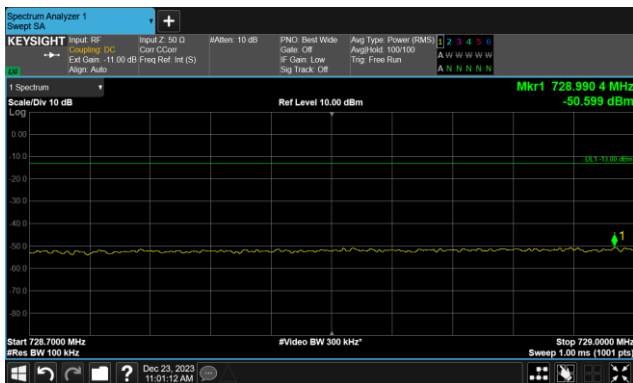 Spectrum Analyzer 1
Swept SA
KEYSIGHT
Input: RF
Coupling: DC
Ext Gain: -11.00 dB
Align: Auto
Input Z: 50 Ω
Corr CCorr
Freq Ref: Int (S)
#Atten: 10 dB
PNO: Best Wide
Gate: Off
IF Gain: Low
Sig Track: Off
Avg Type: Power (RMS)
Avg|Hold: 100/100
Trig: Free Run
1 2 3 4 5 6
A W W W W W
A N N N N N
LXI
1 Spectrum
Scale/Div 10 dB
Log
Ref Level 10.00 dBm
Mkr1 728.990 4 MHz
-50.599 dBm
0.00
-10.0
DL1 -13.00 dBm
-20.0
-30.0
-40.0
1
-50.0
-60.0
-70.0
-80.0
Start 728.7000 MHz
#Video BW 300 kHz*
Stop 729.0000 MHz
#Res BW 100 kHz
Sweep 1.00 ms (1001 pts)
?
Dec 23, 2023
11:01:12 AM